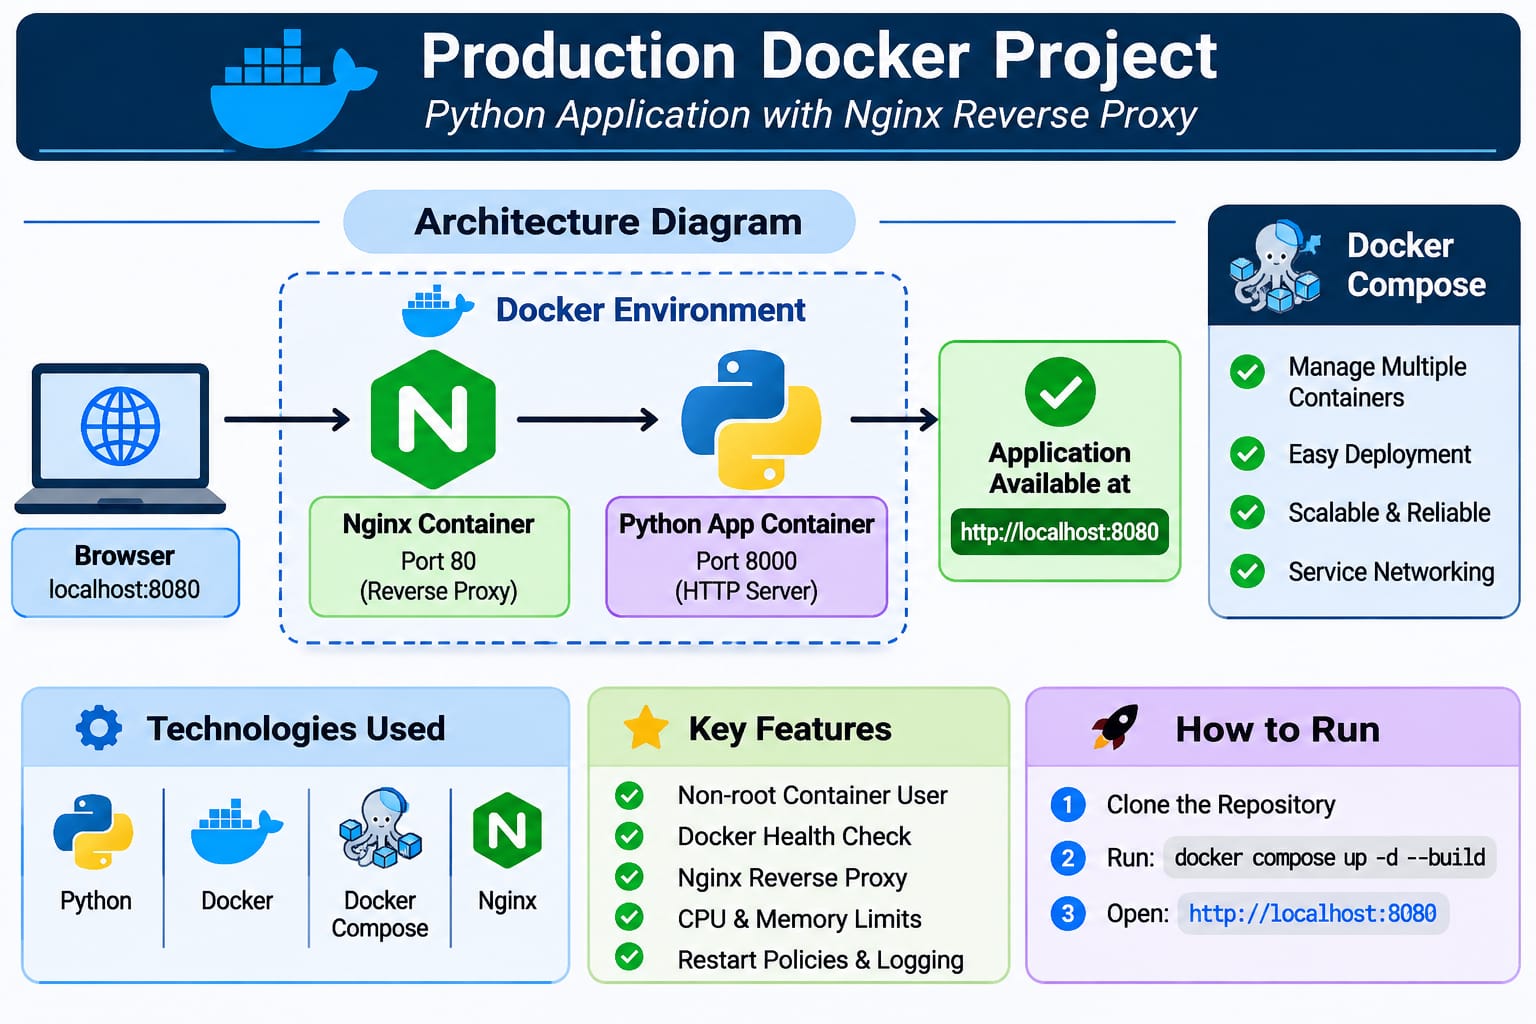 Production Docker Project
Python Application with Nginx Reverse Proxy
Architecture Diagram
Docker Environment
Browser
localhost:8080
N
Nginx Container
Port 80
(Reverse Proxy)
Python App Container
Port 8000
(HTTP Server)
Application
Available at
http://localhost:8080
Docker
Compose
Manage Multiple
Containers
Easy Deployment
Scalable & Reliable
Service Networking
Technologies Used
Python
Docker
Docker
Compose
N
Nginx
Key Features
Non-root Container User
Docker Health Check
Nginx Reverse Proxy
CPU & Memory Limits
Restart Policies & Logging
How to Run
1 Clone the Repository
2 Run: docker compose up -d --build
3 Open: http://localhost:8080